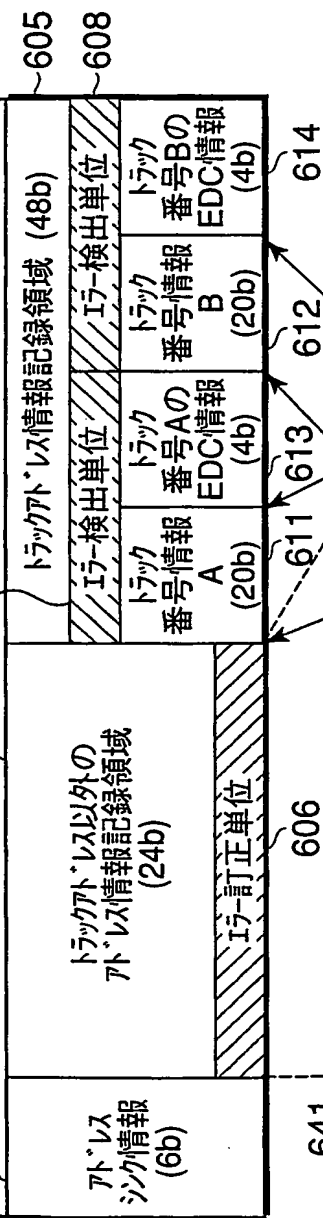 アドレス
シンク情報
(6b)
トラックアドレス以外の
アドレス情報記録領域
(24b)
エラー訂正単位
トラックアドレス情報記録領域 (48b)
エラー検出単位
エラー検出単位
トラック
番号情報
A
(20b)
トラック
番号Aの
EDC情報
(4b)
トラック
番号情報
B
(20b)
トラック
番号Bの
EDC情報
(4b)
605
608
641
606
611
613
612
614